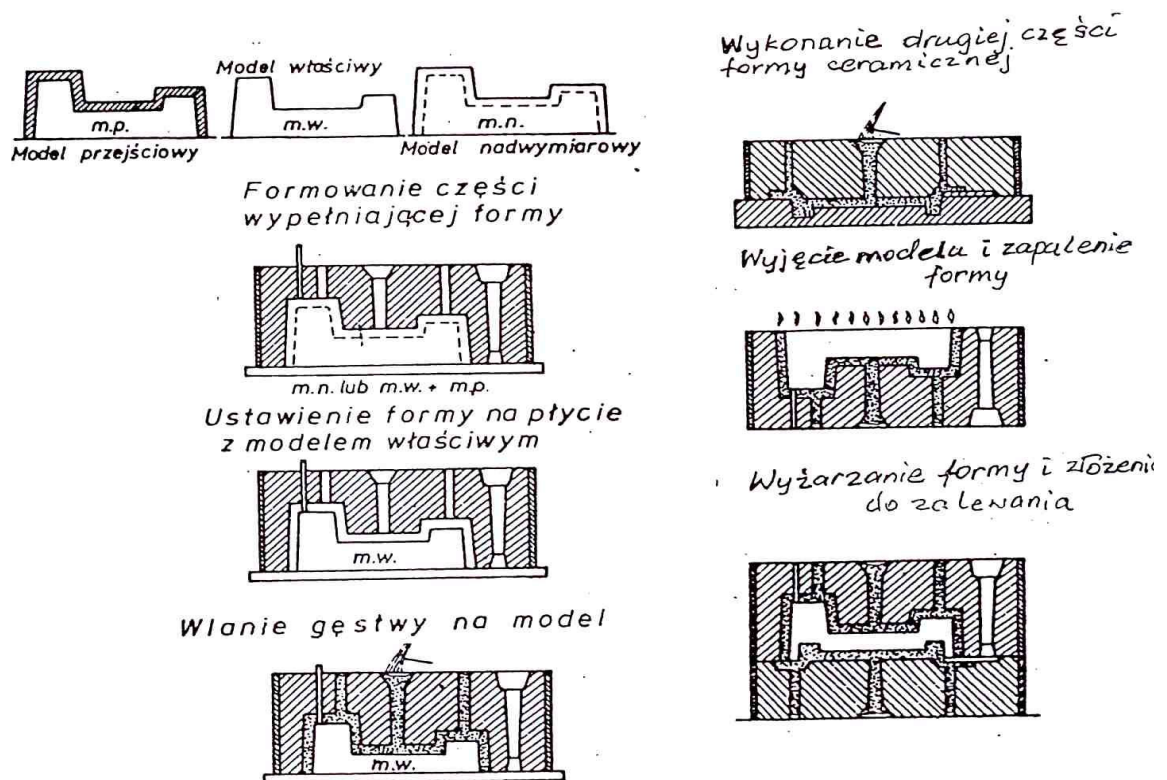 Model właściwy
m.p.
m.w.
m.n.
Model przejściowy
Model nadwymiarowy
Formowanie części
wypełniającej formy
m.n. lub m.w. + m.p.
Ustawienie formy na płycie
z modelem właściwym
m.w.
Wlanie gęstwy na model
m.w.
Wykonanie drugiej części
formy ceramicznej
Wyjęcie modelu i zapalenie
formy
Wyżarzanie formy i złożeni
do zalewania